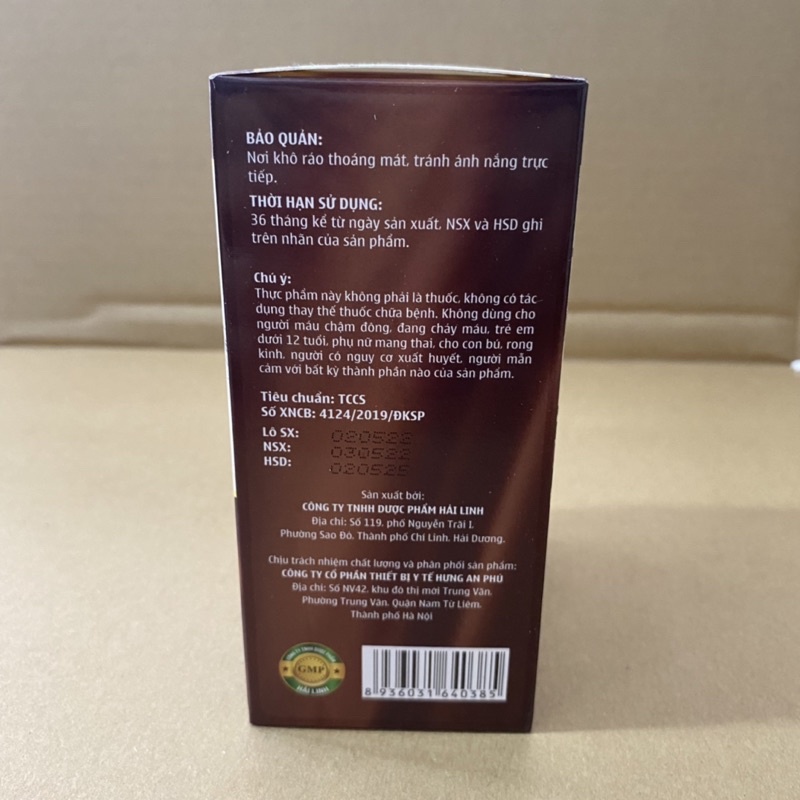 BẢO QUẢN:
Nơi khô ráo thoáng mát, tránh ánh nắng trực
tiếp.
THỜI HẠN SỬ DỤNG:
36 tháng kể từ ngày sản xuất. NSX và HSD ghi
trên nhãn của sản phẩm.
Chú ý:
Thực phẩm này không phải là thuốc, không có tác
dụng thay thế thuốc chữa bệnh. Không dùng cho
người máu chậm đông, đang chảy máu, trẻ em
dưới 12 tuổi, phụ nữ mang thai, cho con bú, rong
kinh, người có nguy cơ xuất huyết, người mẫn
cảm với bất kỳ thành phần nào của sản phẩm.
Tiêu chuẩn: TCCS
Số XNCB: 4124/2019/ĐKSP
Lô SX: 020522
NSX: 030522
HSD: 020525
Sản xuất bởi:
CÔNG TY TNHH DƯỢC PHẨM HẢI LINH
Địa chỉ: Số 119, phố Nguyễn Trãi I,
Phường Sao Đỏ, Thành phố Chí Linh, Hải Dương.
Chịu trách nhiệm chất lượng và phân phối sản phẩm:
CÔNG TY CỔ PHẦN THIẾT BỊ Y TẾ HƯNG AN PHÚ
Địa chỉ: Số NV42, khu đô thị mới Trung Văn,
Phường Trung Văn, Quận Nam Từ Liêm,
Thành phố Hà Nội
CÔNG TY TNHH DƯỢC PHẨM
GMP
HẢI LINH
8 936031 640385